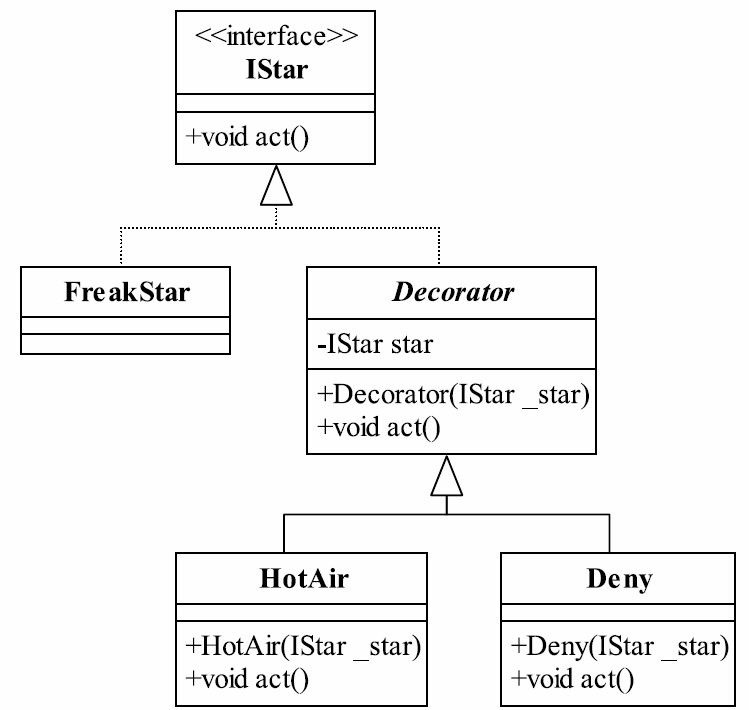 <<interface>>
IStar
+void act()
FreakStar
Decorator
-IStar star
+Decorator(IStar _star)
+void act()
HotAir
+HotAir(IStar _star)
+void act()
Deny
+Deny(IStar _star)
+void act()